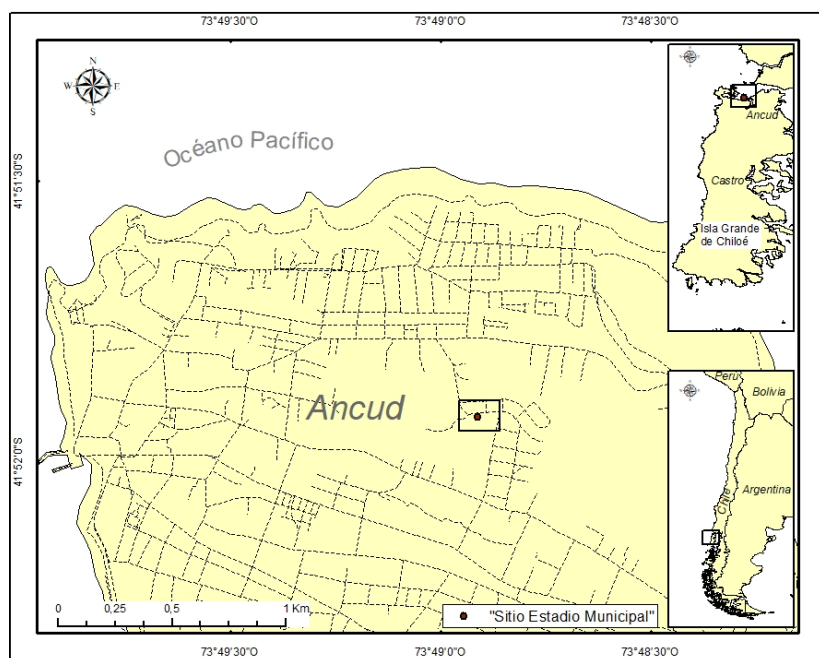 73°49'30"O
73°49'0"O
73°48'30"O
N
W
E
S
Océano Pacífico
41°51'30"S
41°52'0"S
Ancud
0
0,25
0,5
1 Km
"Sitio Estadio Municipal"
Ancud
Castro
Isla Grande
de Chiloé
Perú
Bolivia
Chile
Argentina
73°49'30"O
73°49'0"O
73°48'30"O